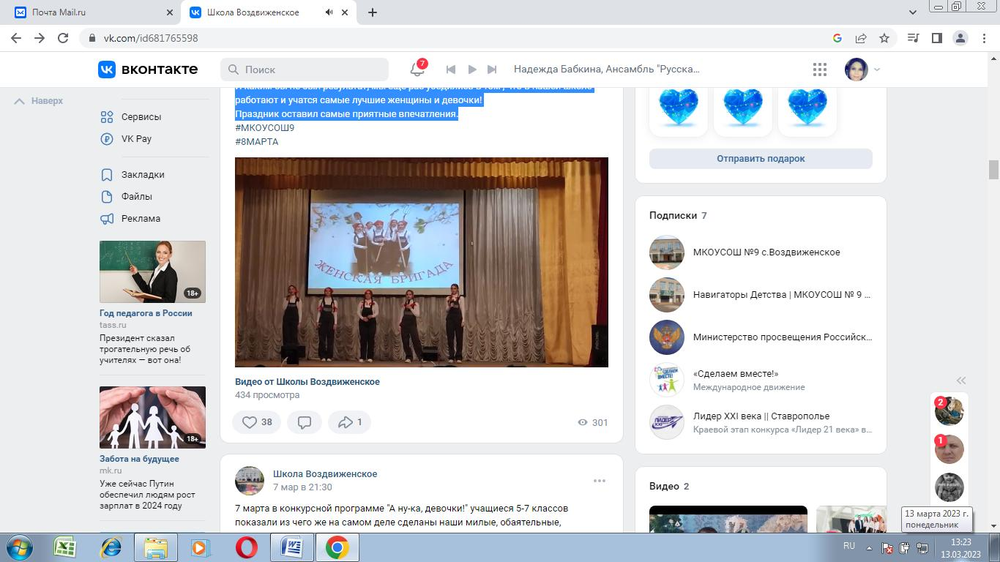 Почта Mail.ru
Школа Воздвиженское
vk.com/id681765598
ВКОНТАКТЕ
Поиск
7
Надежда Бабкина, Ансамбль "Русска...
Наверх
Сервисы
VK Pay
Закладки
Файлы
Реклама
18+
Год педагога в России
tass.ru
Президент сказал
трогательную речь об
учителях — вот она!
18+
Забота на будущее
mk.ru
Уже сейчас Путин
обеспечил людям рост
зарплат в 2024 году
работают и учатся самые лучшие женщины и девочки!
Праздник оставил самые приятные впечатления.
#МКОУСОШ9
#8МАРТА
ЖЕНСКАЯ БРИГАДА
Видео от Школы Воздвиженское
434 просмотра
38
1
301
Школа Воздвиженское
7 мар в 21:30
7 марта в конкурсной программе "А ну-ка, девочки!" учащиеся 5-7 классов
показали из чего же на самом деле сделаны наши милые, обаятельные,
Отправить подарок
Подписки 7
МКОУСОШ №9 с.Воздвиженское
Навигаторы Детства | МКОУСОШ № 9 ...
Министерство просвещения Российск...
«Сделаем вместе!»
Международное движение
Лидер XXI века || Ставрополье
Краевой этап конкурса «Лидер 21 века» в...
Видео 2
2
1
13 марта 2023 г.
понедельник
RU
13:23
13.03.2023